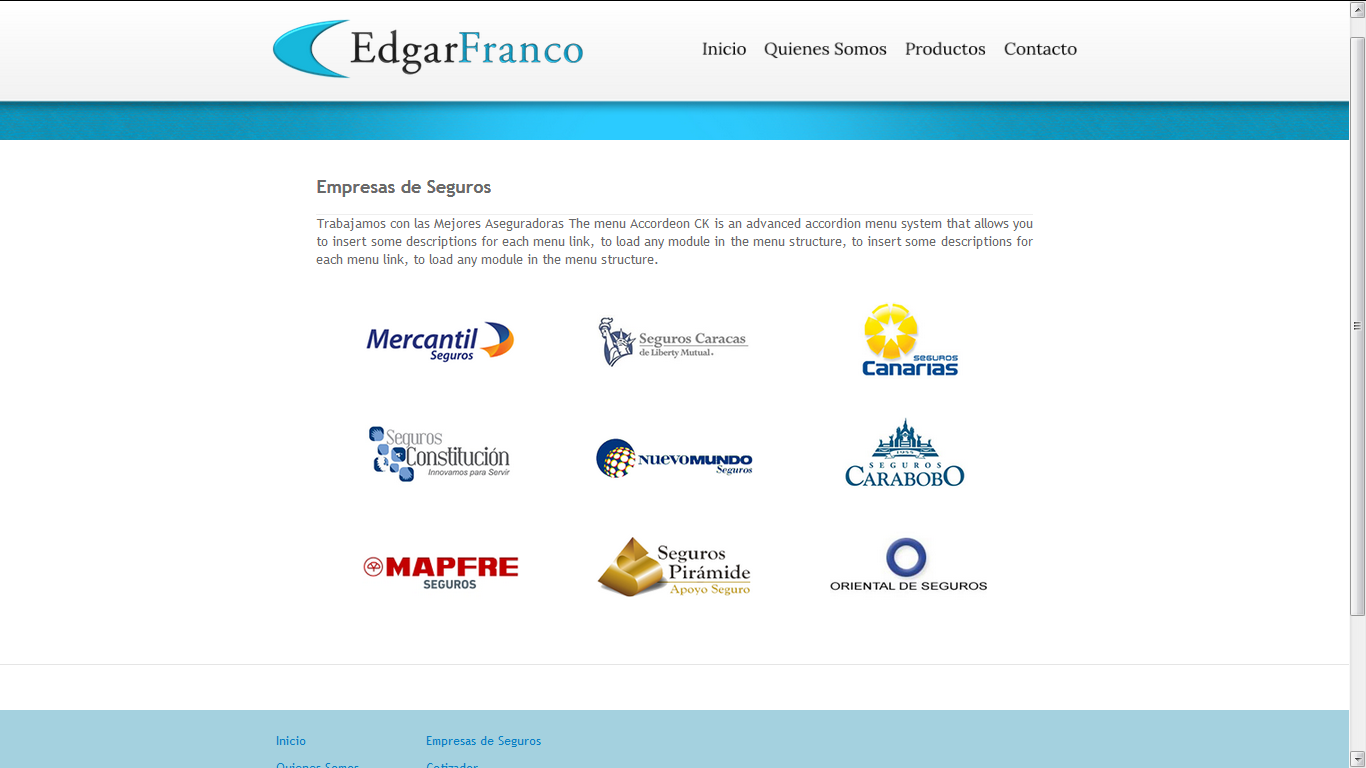 EdgarFranco
Inicio Quienes Somos Productos Contacto
Empresas de Seguros
Trabajamos con las Mejores Aseguradoras The menu Accordeon CK is an advanced accordion menu system that allows you
to insert some descriptions for each menu link, to load any module in the menu structure, to insert some descriptions for
each menu link, to load any module in the menu structure.
Mercantil
Seguros
Seguros Caracas
de Liberty Mutual.
SEGUROS
Canarias
Seguros
Constitución
Innovamos para Servir
NUEVOMUNDO
Seguros
SEGUROS
CARABOBO
MAPFRE
SEGUROS
Seguros
Pirámide
Apoyo Seguro
ORIENTAL DE SEGUROS
Inicio Empresas de Seguros
Quienes Somos Cotizador